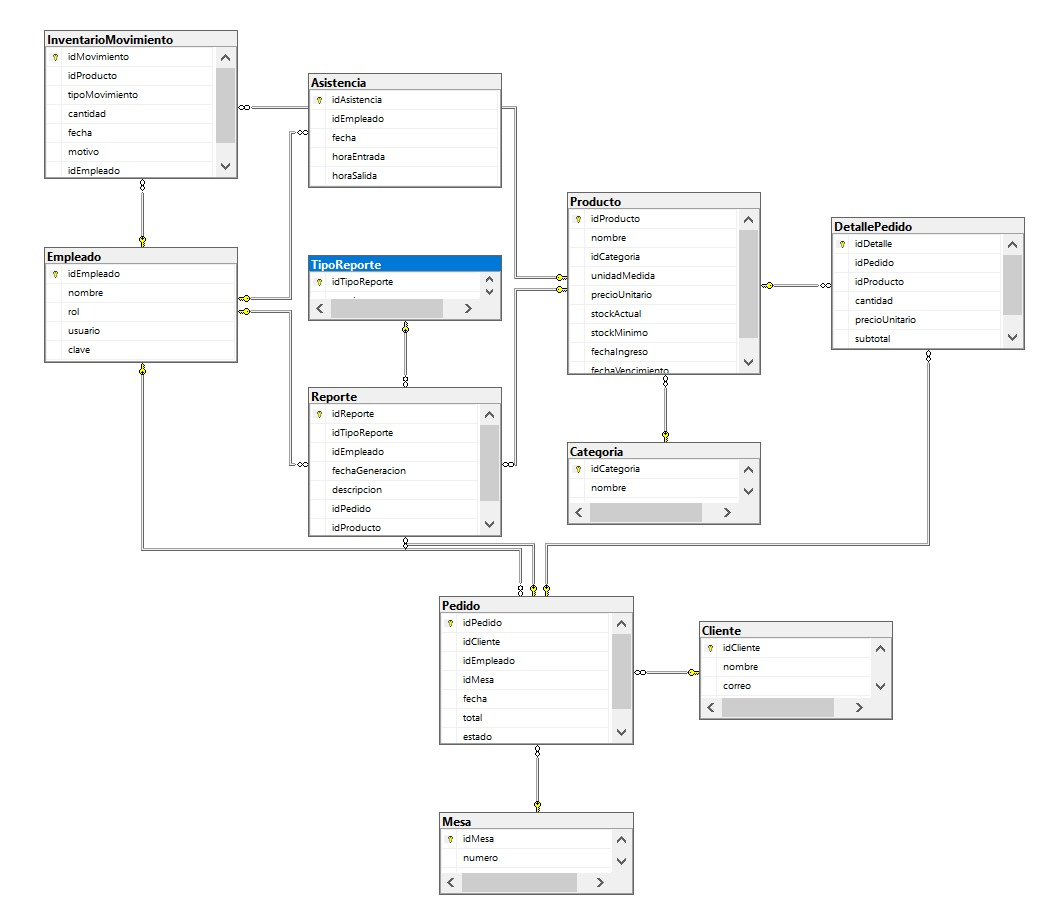 InventarioMovimiento
idMovimiento
idProducto
tipoMovimiento
cantidad
fecha
motivo
idEmpleado
Asistencia
idAsistencia
idEmpleado
fecha
horaEntrada
horaSalida
Producto
idProducto
nombre
idCategoria
unidadMedida
precioUnitario
stockActual
stockMinimo
fechaIngreso
fechaVencimiento
DetallePedido
idDetalle
idPedido
idProducto
cantidad
precioUnitario
subtotal
Empleado
idEmpleado
nombre
rol
usuario
clave
TipoReporte
idTipoReporte
Reporte
idReporte
idTipoReporte
idEmpleado
fechaGeneracion
descripcion
idPedido
idProducto
Categoria
idCategoria
nombre
Pedido
idPedido
idCliente
idEmpleado
idMesa
fecha
total
estado
Cliente
idCliente
nombre
correo
Mesa
idMesa
numero